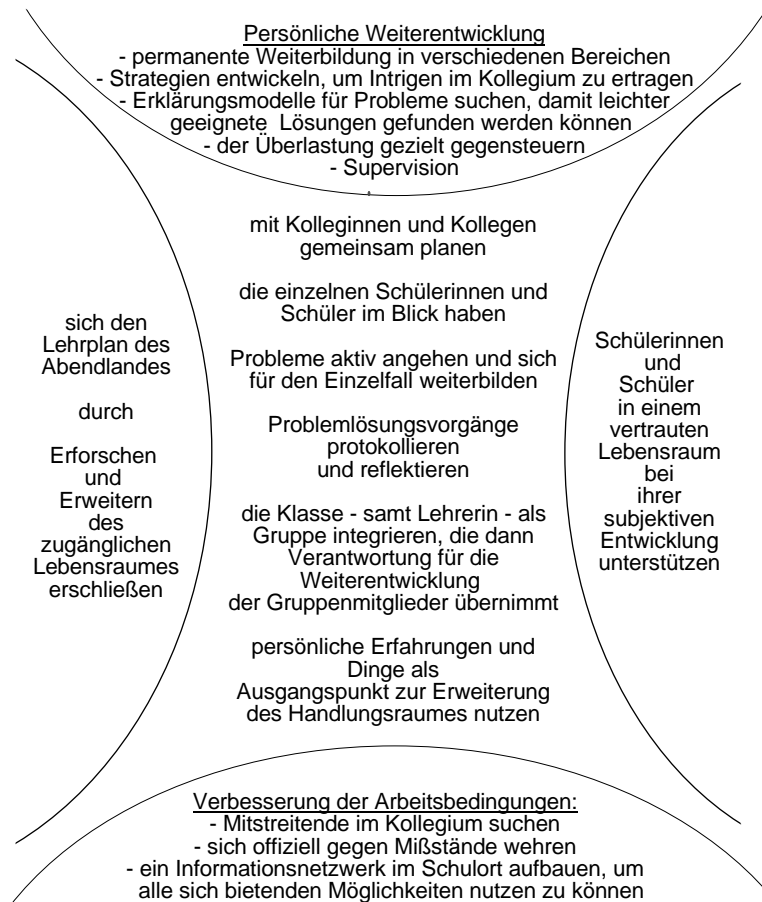 Persönliche Weiterentwicklung
- permanente Weiterbildung in verschiedenen Bereichen
- Strategien entwickeln, um Intrigen im Kollegium zu ertragen
- Erklärungsmodelle für Probleme suchen, damit leichter
geeignete Lösungen gefunden werden können
- der Überlastung gezielt gegensteuern
- Supervision
sich den
Lehrplan des
Abendlandes
durch
Erforschen
und
Erweitern
des
zugänglichen
Lebensraumes
erschließen
mit Kolleginnen und Kollegen
gemeinsam planen
die einzelnen Schülerinnen und
Schüler im Blick haben
Probleme aktiv angehen und sich
für den Einzelfall weiterbilden
Problemlösungsvorgänge
protokollieren
und reflektieren
die Klasse - samt Lehrerin - als
Gruppe integrieren, die dann
Verantwortung für die
Weiterentwicklung
der Gruppenmitglieder übernimmt
persönliche Erfahrungen und
Dinge als
Ausgangspunkt zur Erweiterung
des Handlungsraumes nutzen
Schülerinnen
und
Schüler
in einem
vertrauten
Lebensraum
bei
ihrer
subjektiven
Entwicklung
unterstützen
Verbesserung der Arbeitsbedingungen:
- Mitstreitende im Kollegium suchen
- sich offiziell gegen Mißstände wehren
- ein Informationsnetzwerk im Schulort aufbauen, um
alle sich bietenden Möglichkeiten nutzen zu können